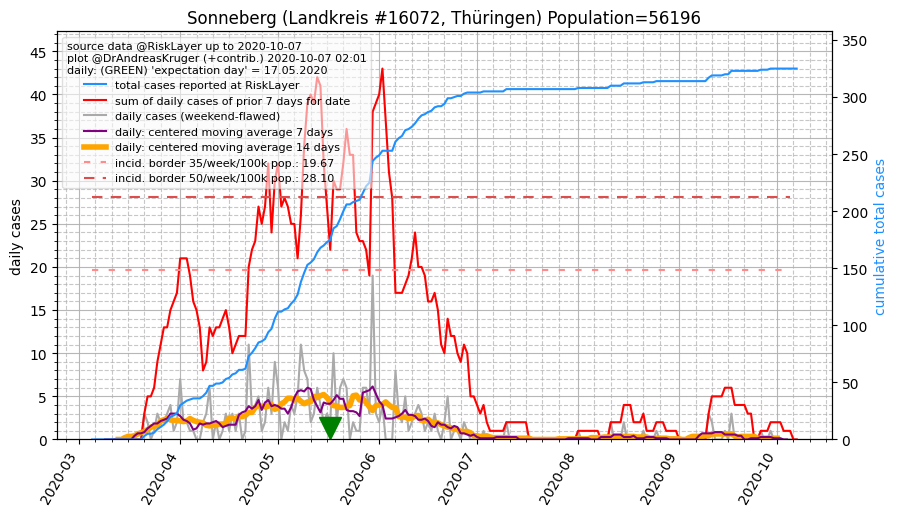 Sonneberg (Landkreis #16072, Thüringen) Population=56196
source data @RiskLayer up to 2020-10-07
plot @DrAndreasKruger (+contrib.) 2020-10-07 02:01
daily: (GREEN) 'expectation day' = 17.05.2020
total cases reported at RiskLayer
sum of daily cases of prior 7 days for date
daily cases (weekend-flawed)
daily: centered moving average 7 days
daily: centered moving average 14 days
incid. border 35/week/100k pop.: 19.67
incid. border 50/week/100k pop.: 28.10
daily cases
45
40
35
30
25
20
15
10
5
0
cumulative total cases
350
300
250
200
150
100
50
0
2020-03
2020-04
2020-05
2020-06
2020-07
2020-08
2020-09
2020-10